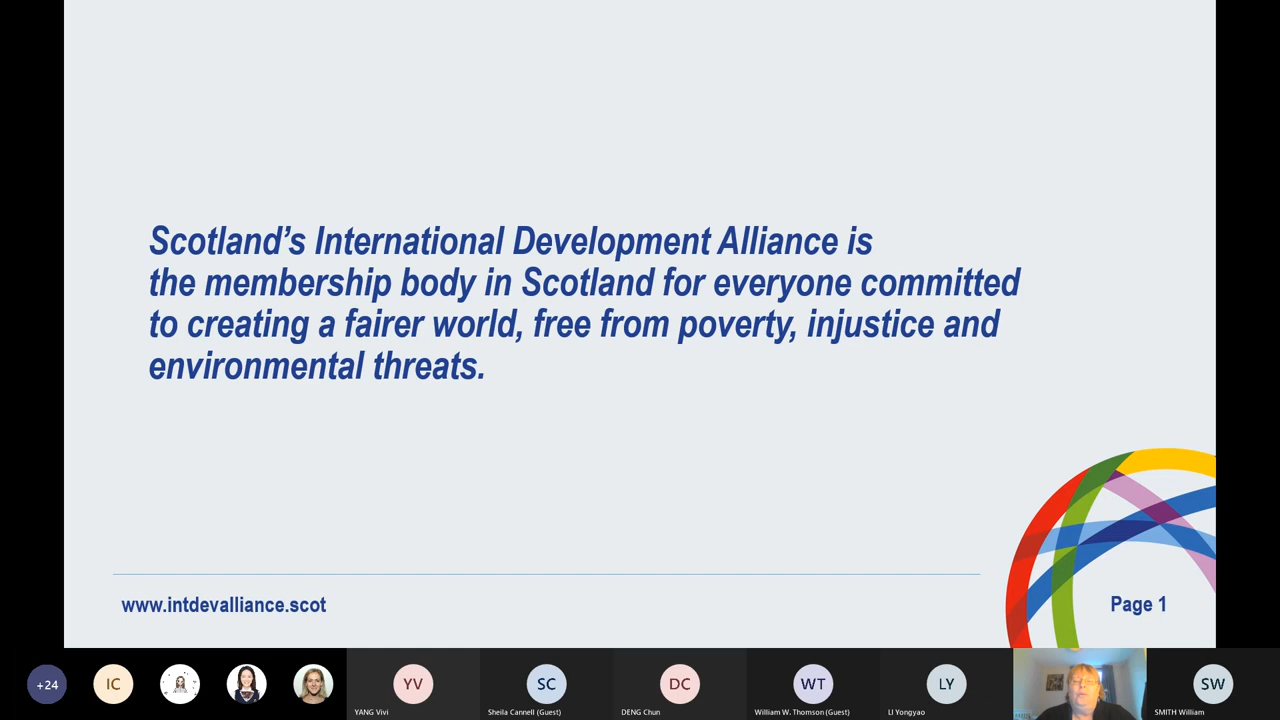 Scotland’s International Development Alliance is
the membership body in Scotland for everyone committed
to creating a fairer world, free from poverty, injustice and
environmental threats.
www.intdevalliance.scot
Page 1
+24
IC
YV
YANG Vivi
SC
Sheila Cannell (Guest)
DC
DENG Chun
WT
William W. Thomson (Guest)
LY
LI Yongyao
SW
SMITH William